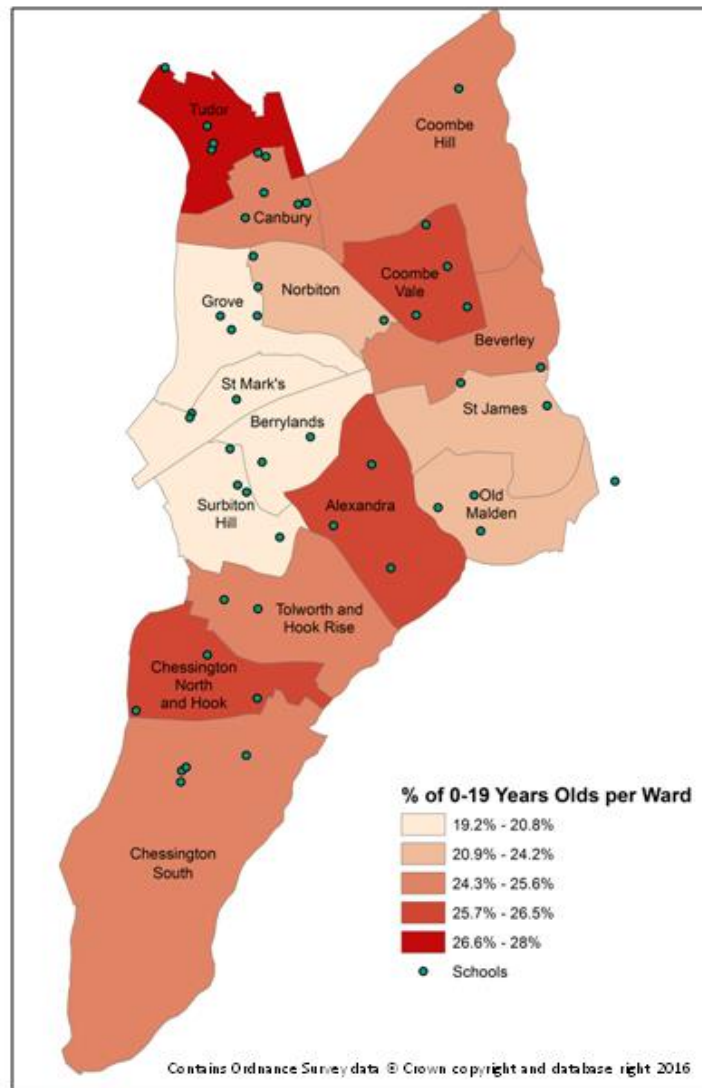 Tudor
Coombe
Hill
Canbury
Norbiton
Coombe
Vale
Grove
Beverley
St Mark's
St James
Berrylands
Surbiton
Hill
Alexandra
Old
Malden
Tolworth and
Hook Rise
Chessington
North
and Hook
Chessington
South
% of 0-19 Years Olds per Ward
19.2% - 20.8%
20.9% - 24.2%
24.3% - 25.6%
25.7% - 26.5%
26.6% - 28%
Schools
Contains Ordnance Survey data © Crown copyright and database right 2016